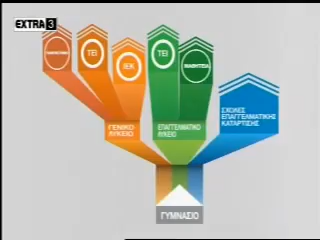 EXTRA 3
ΤΕΙ
ΙΕΚ
ΤΕΙ
ΜΑΘΗΤΕΙΑ
ΓΕΝΙΚΟ
ΛΥΚΕΙΟ
ΕΠΑΓΓΕΛΜΑΤΙΚΟ
ΛΥΚΕΙΟ
ΣΧΟΛΕΣ
ΕΠΑΓΓΕΛΜΑΤΙΚΗΣ
ΚΑΤΑΡΤΙΣΗΣ
ΓΥΜΝΑΣΙΟ